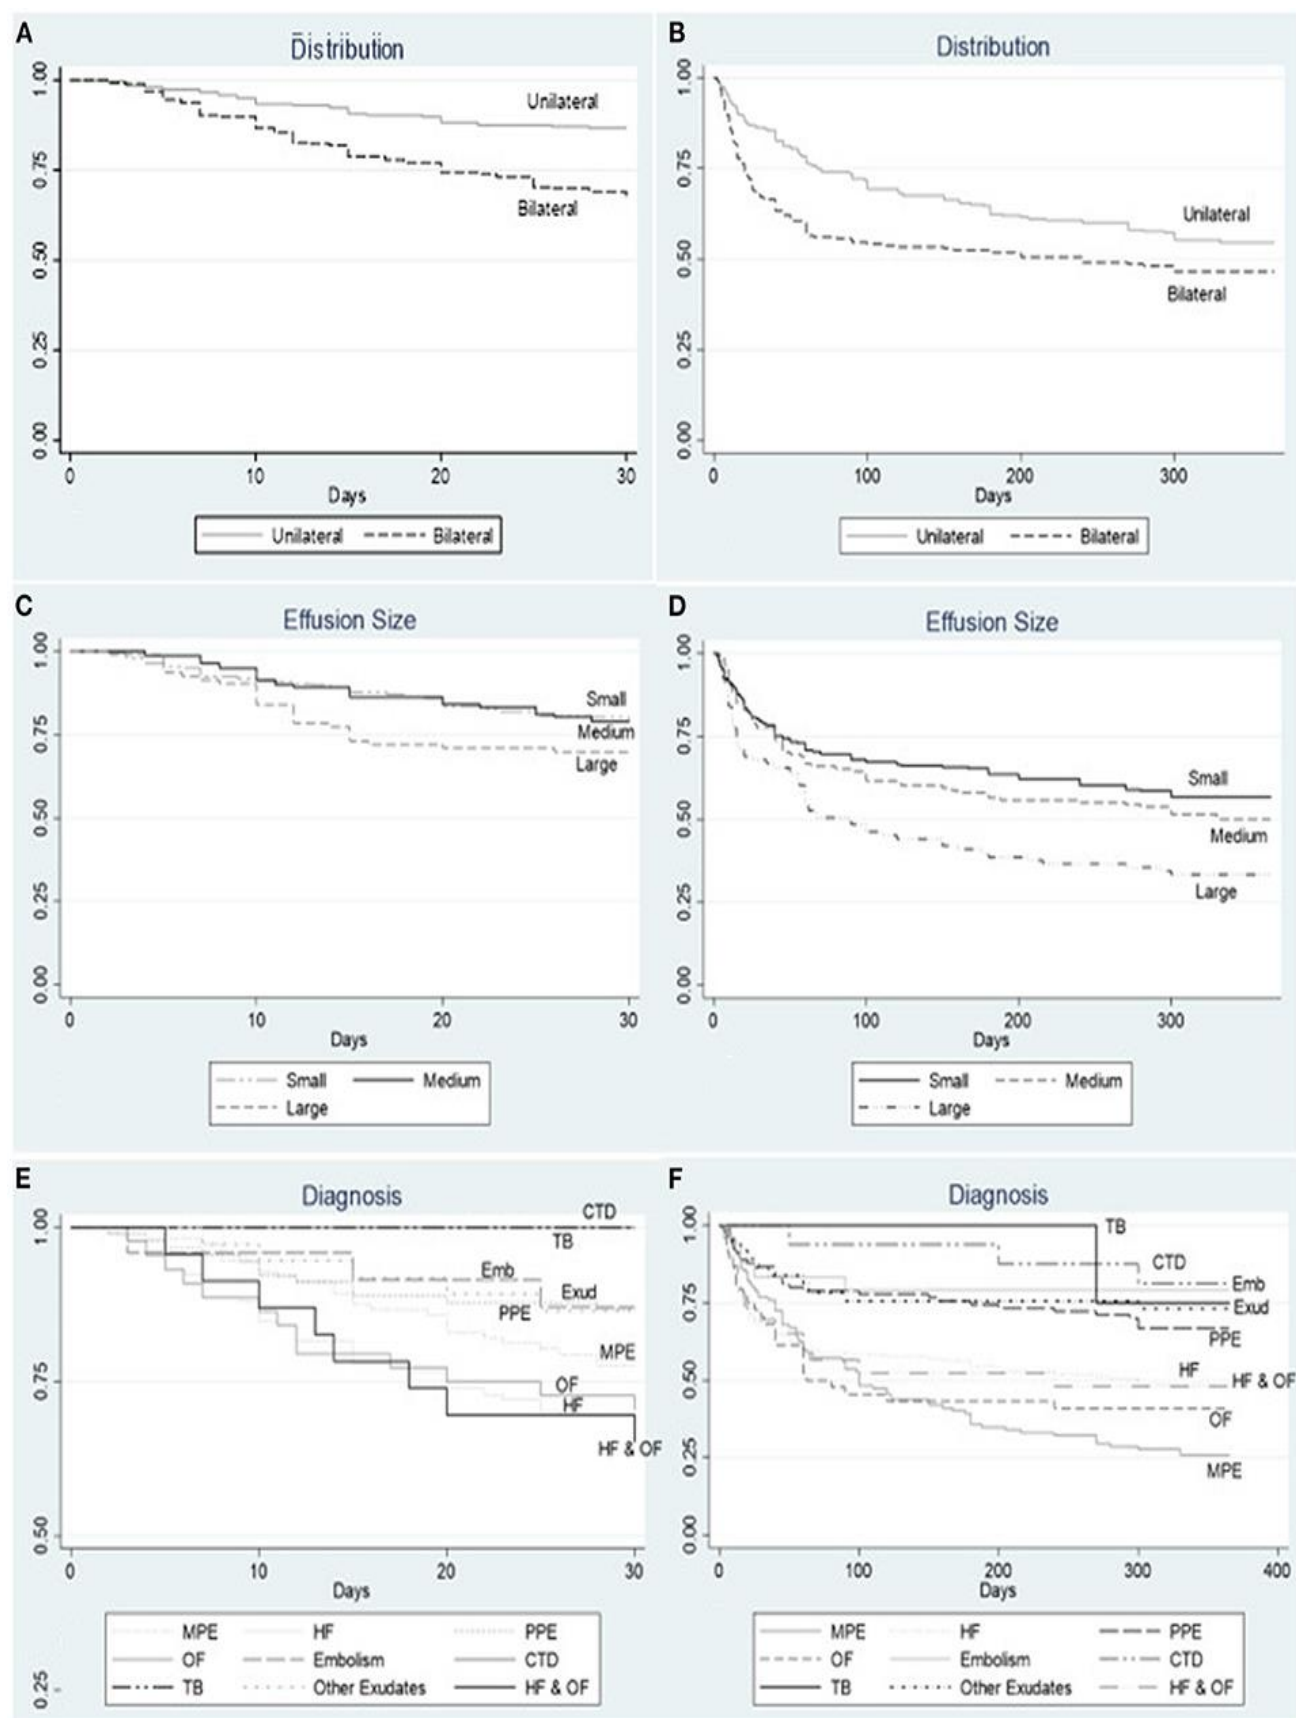 A
Distribution
1.00
0.75
0.50
0.25
0.00
Unilateral
Bilateral
0 10 20 30
Days
Unilateral Bilateral
B
Distribution
1.00
0.75
0.50
0.25
0.00
Unilateral
Bilateral
0 100 200 300
Days
Unilateral Bilateral
C
Effusion Size
1.00
0.75
0.50
0.25
0.00
Small
Medium
Large
0 10 20 30
Days
Small Medium
Large
D
Effusion Size
1.00
0.75
0.50
0.25
0.00
Small
Medium
Large
0 100 200 300
Days
Small Medium
Large
E
Diagnosis
1.00
0.75
0.50
0.25
CTD
TB
Emb
Exud
PPE
MPE
OF
HF
HF & OF
0 10 20 30
Days
MPE HF PPE
OF Embolism CTD
TB Other Exudates HF & OF
F
Diagnosis
1.00
0.75
0.50
0.25
0.00
TB
CTD
Emb
Exud
PPE
HF
HF & OF
OF
MPE
0 100 200 300 400
Days
MPE HF PPE
OF Embolism CTD
TB Other Exudates HF & OF